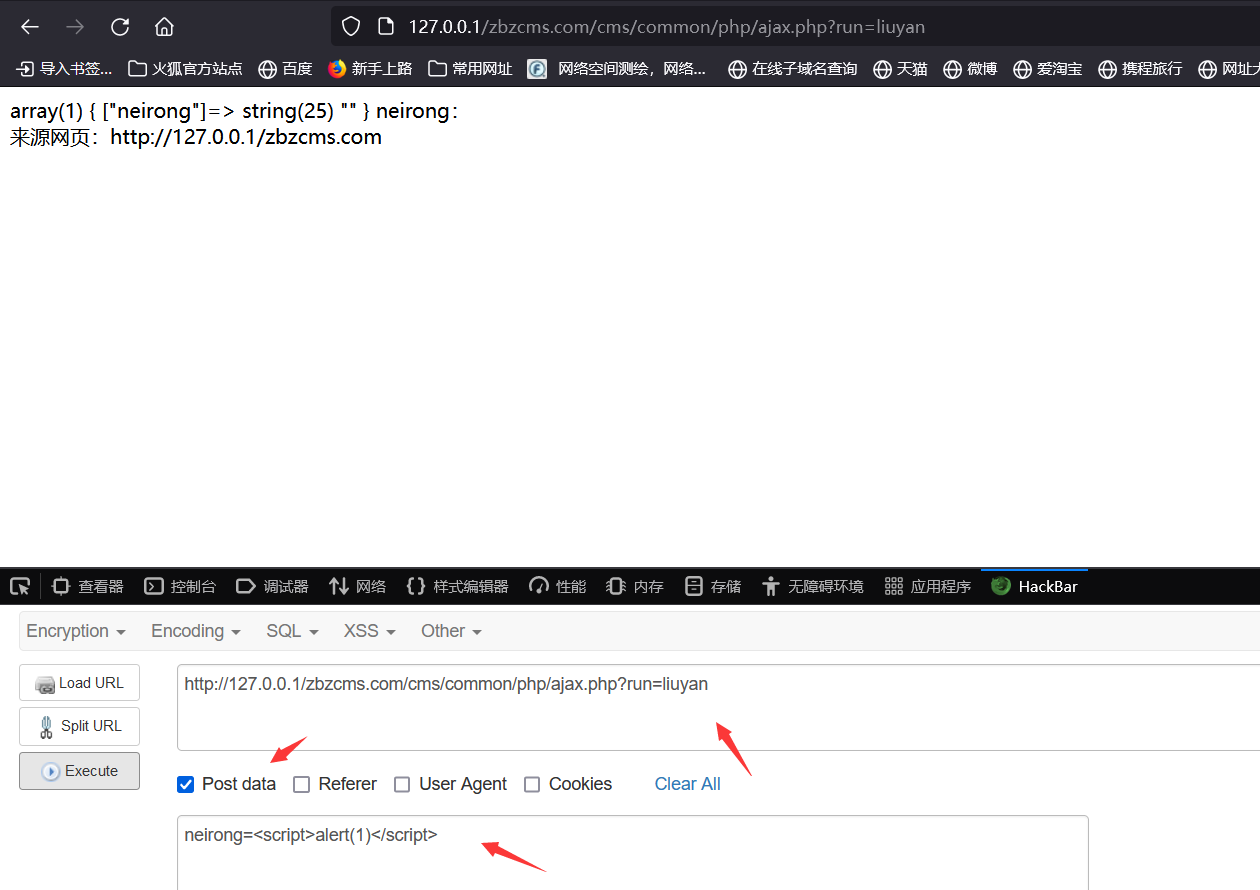 127.0.0.1/zbzcms.com/cms/common/php/ajax.php?run=liuyan
导入书签... 火狐官方站点 百度 新手上路 常用网址 网络空间测绘，网络... 在线子域名查询 天猫 微博 爱淘宝 携程旅行 网址大
array(1) { ["neirong"]=> string(25) "" } neirong：
来源网页：http://127.0.0.1/zbzcms.com
查看器 控制台 调试器 网络 样式编辑器 性能 内存 存储 无障碍环境 应用程序 HackBar
Encryption Encoding SQL XSS Other
Load URL
http://127.0.0.1/zbzcms.com/cms/common/php/ajax.php?run=liuyan
Split URL
Execute
Post data Referer User Agent Cookies Clear All
neirong=<script>alert(1)</script>